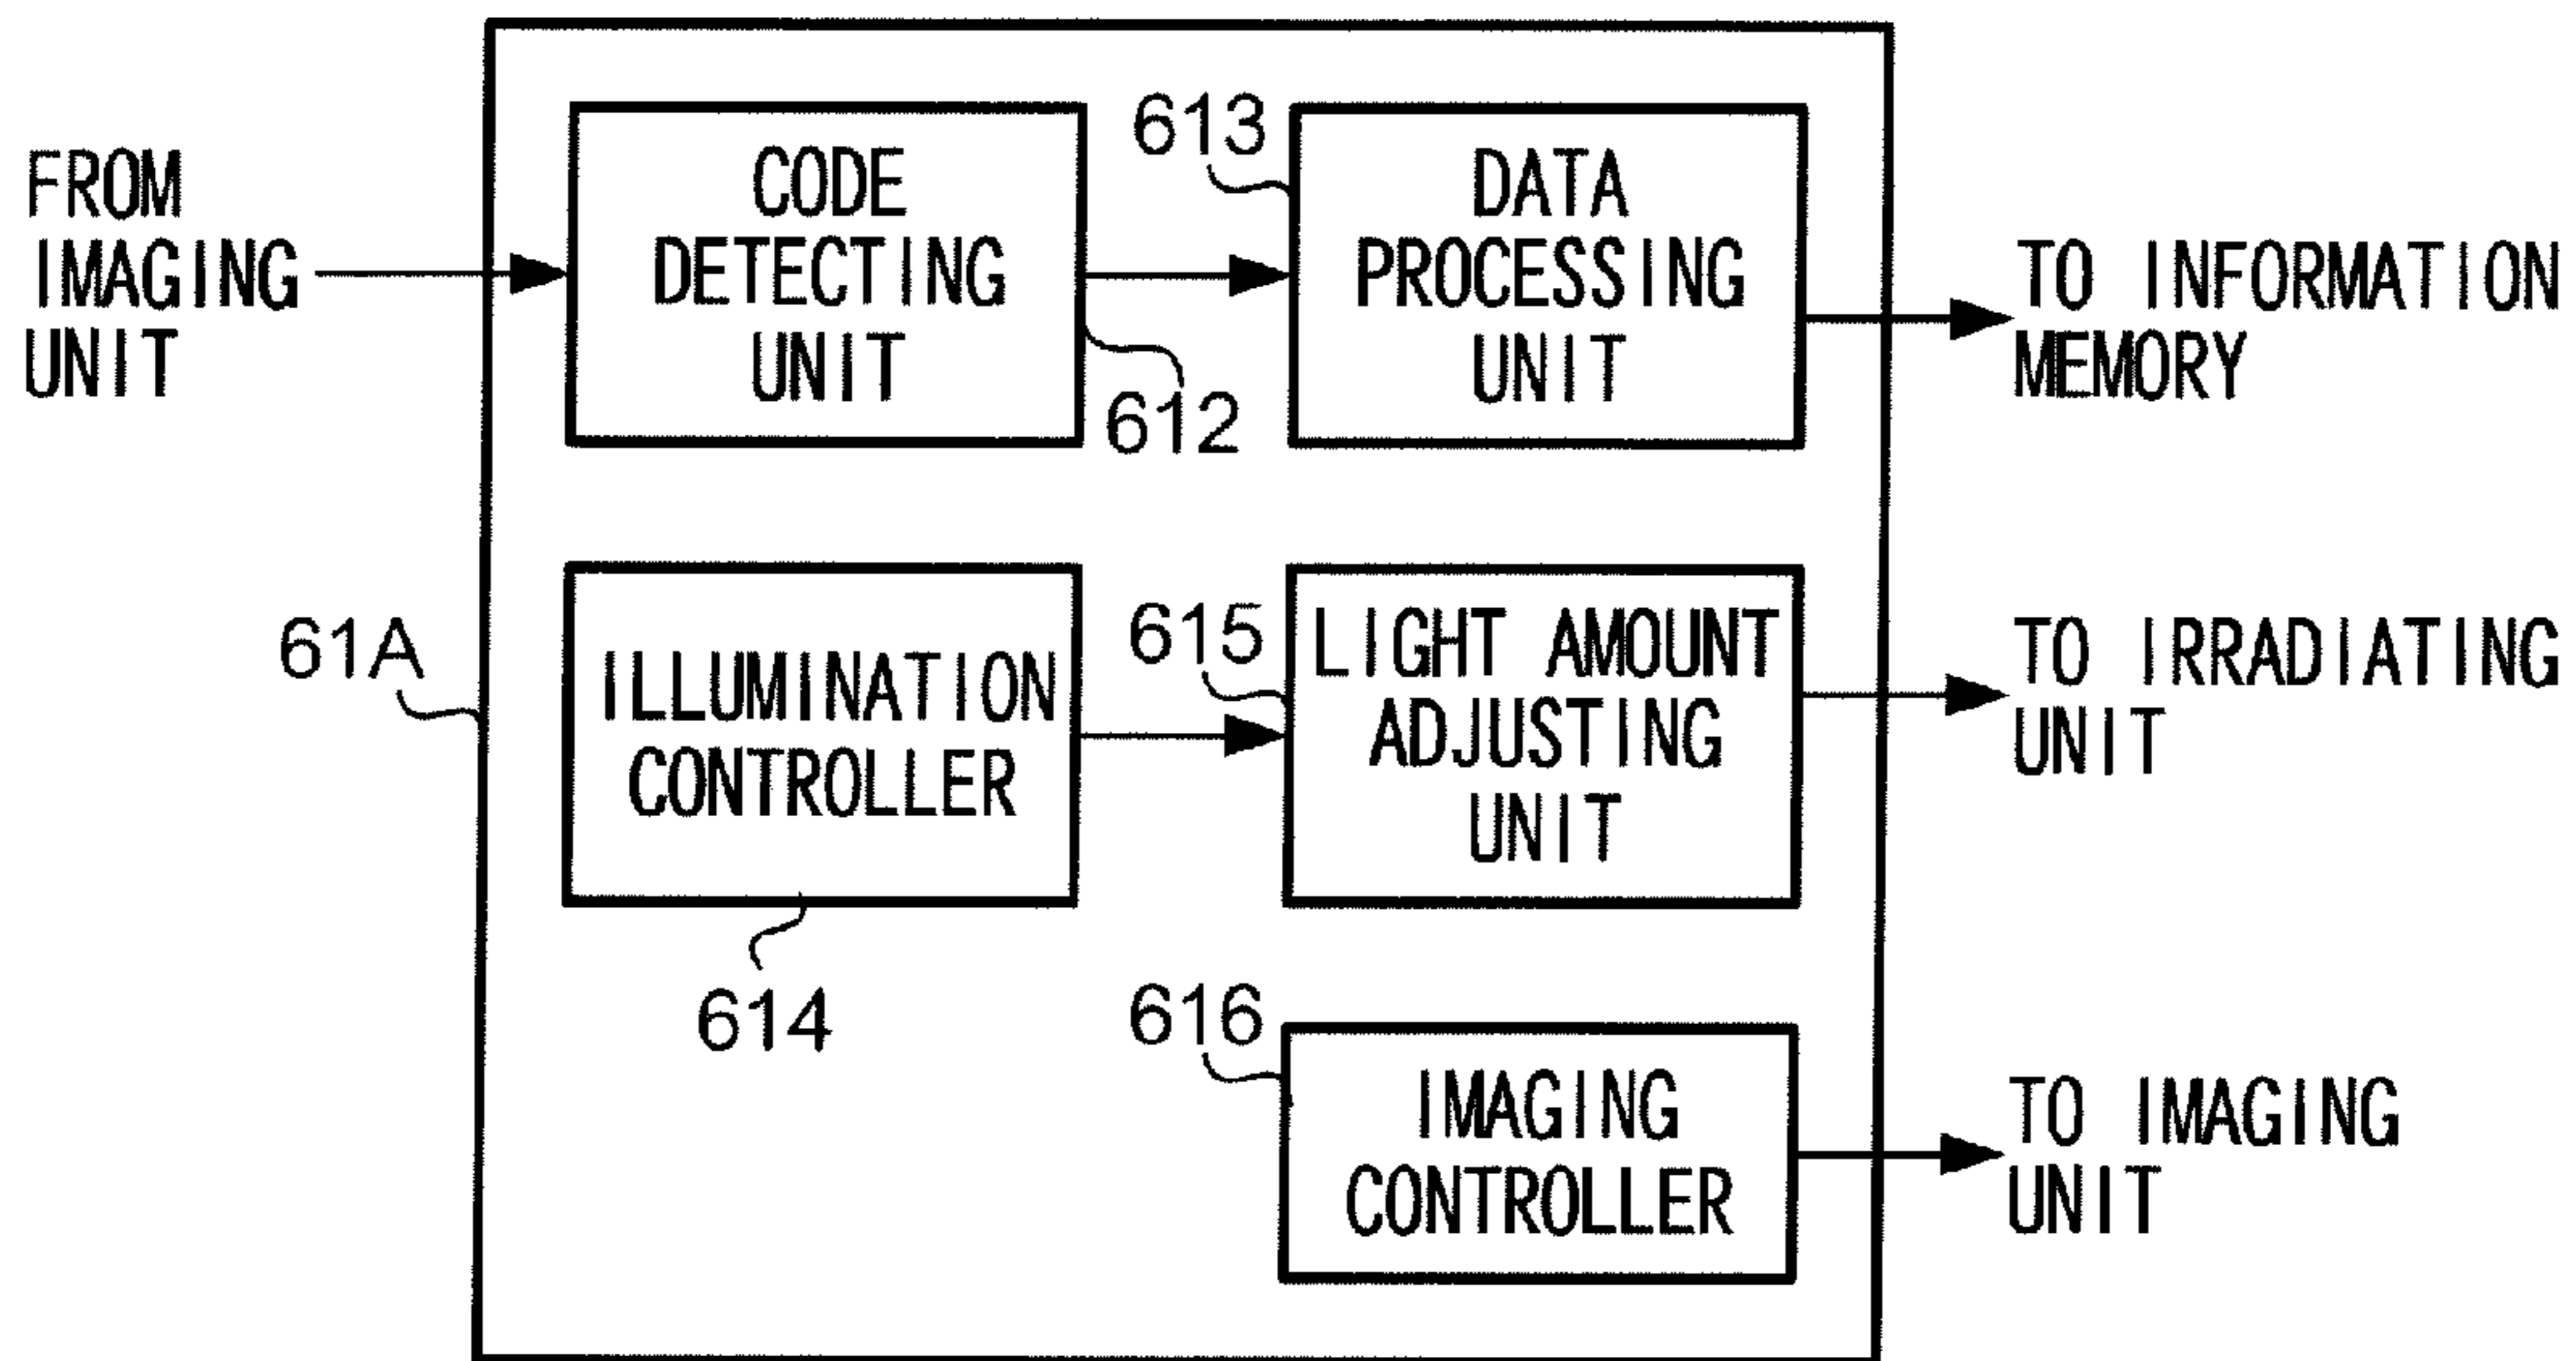 FROM
IMAGING
UNIT
CODE
DETECTING
UNIT
612
613
DATA
PROCESSING
UNIT
TO INFORMATION
MEMORY
61A
ILLUMINATION
CONTROLLER
614
615
LIGHT AMOUNT
ADJUSTING
UNIT
TO IRRADIATING
UNIT
616
IMAGING
CONTROLLER
TO IMAGING
UNIT